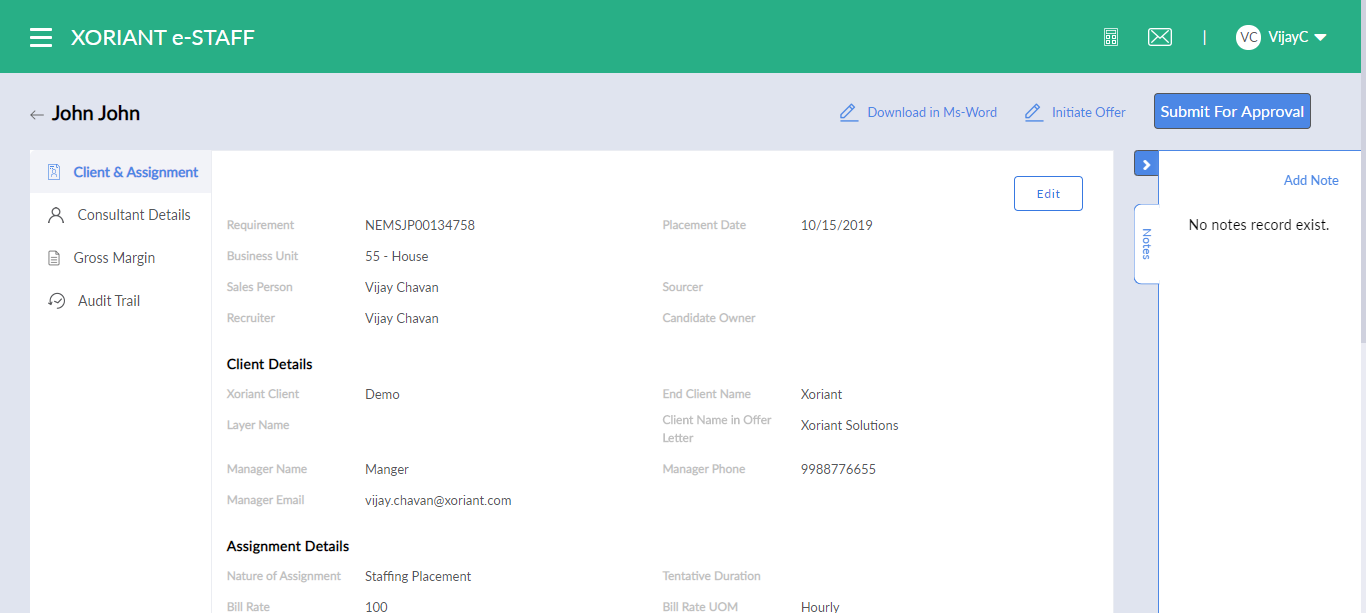 XORIANT e-STAFF
|
VC VijayC
John John
Download in Ms-Word
Initiate Offer
Submit For Approval
Client & Assignment
Consultant Details
Gross Margin
Audit Trail
Edit
Requirement NEMSJP00134758 Placement Date 10/15/2019
Business Unit 55 - House
Sales Person Vijay Chavan Sourcer
Recruiter Vijay Chavan Candidate Owner
Client Details
Xoriant Client Demo End Client Name Xoriant
Layer Name Client Name in Offer Letter Xoriant Solutions
Manager Name Manger Manager Phone 9988776655
Manager Email vijay.chavan@xoriant.com
Assignment Details
Nature of Assignment Staffing Placement Tentative Duration
Bill Rate 100 Bill Rate UOM Hourly
Add Note
Notes
No notes record exist.